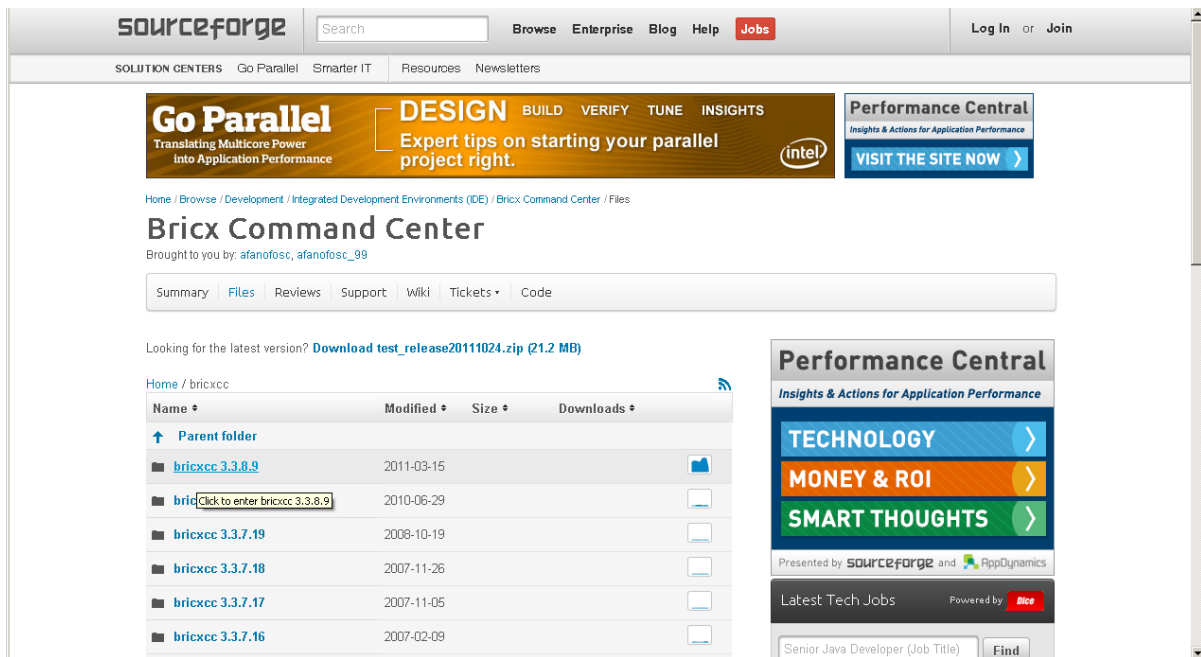 sourceforge
Search
Browse Enterprise Blog Help Jobs
Log In or Join
SOLUTION CENTERS Go Parallel Smarter IT Resources Newsletters
Go Parallel
Translating Multicore Power
into Application Performance
DESIGN BUILD VERIFY TUNE INSIGHTS
Expert tips on starting your parallel
project right.
intel
Performance Central
Insights & Actions for Application Performance
VISIT THE SITE NOW
Home / Browse / Development / Integrated Development Environments (IDE) / Bricx Command Center / Files
Bricx Command Center
Brought to you by: afanofosc, afanofosc_99
Summary Files Reviews Support Wiki Tickets Code
Looking for the latest version? Download test_release20111024.zip (21.2 MB)
Home / bricxcc
Name Modified Size Downloads
Parent folder
bricxcc 3.3.8.9 2011-03-15
bric 2010-06-29
Click to enter bricxcc 3.3.8.9
bricxcc 3.3.7.19 2008-10-19
bricxcc 3.3.7.18 2007-11-26
bricxcc 3.3.7.17 2007-11-05
bricxcc 3.3.7.16 2007-02-09
Performance Central
Insights & Actions for Application Performance
TECHNOLOGY
MONEY & ROI
SMART THOUGHTS
Presented by sourceforge and AppDynamics
Latest Tech Jobs Powered by Dice
Senior Java Developer (Job Title) Find